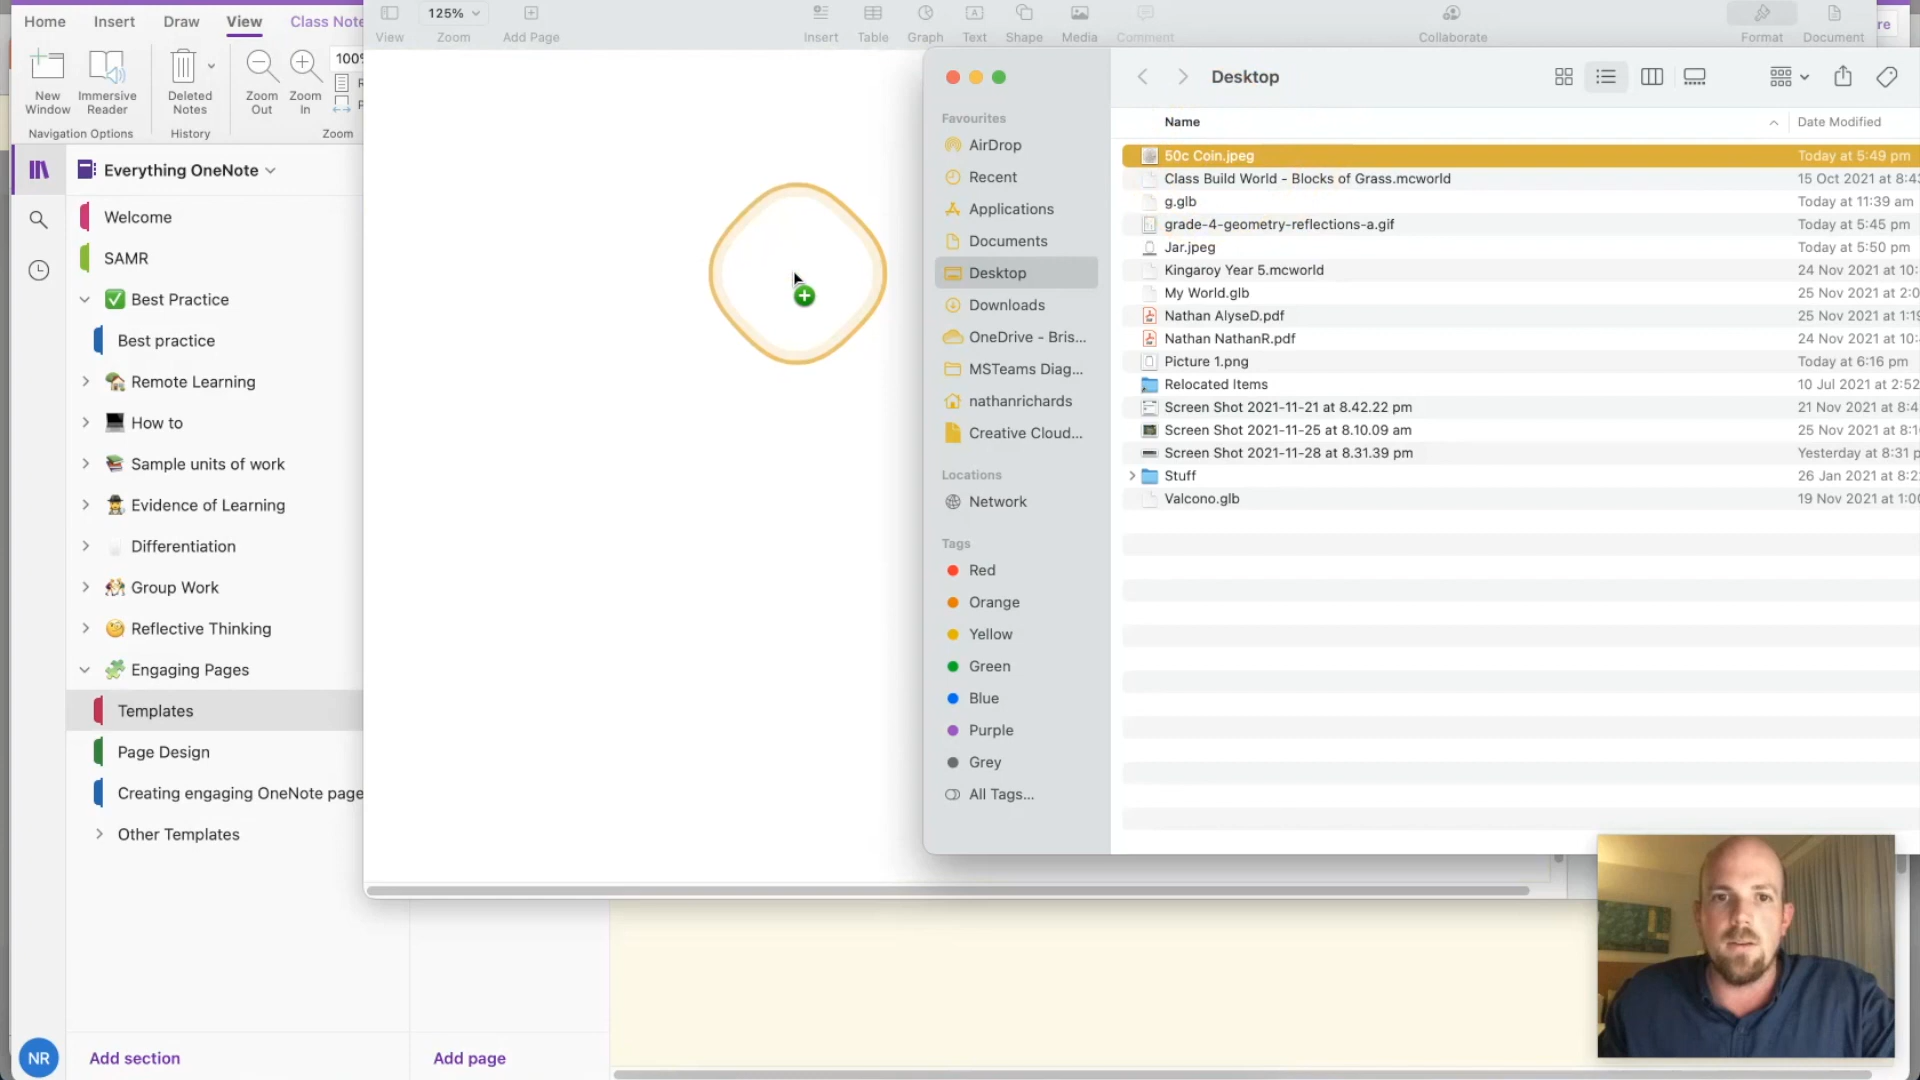 Home Insert Draw View Class Note
New Window
Immersive Reader
Deleted Notes
Zoom Out
Zoom In
100%
Navigation Options History Zoom
Everything OneNote
Welcome
SAMR
Best Practice
Best practice
Remote Learning
How to
Sample units of work
Evidence of Learning
Differentiation
Group Work
Reflective Thinking
Engaging Pages
Templates
Page Design
Creating engaging OneNote page
Other Templates
NR
Add section
Add page
125%
View Zoom Add Page Insert Table Graph Text Shape Media Comment Collaborate Format Document
re
Favourites
AirDrop
Recent
Applications
Documents
Desktop
Downloads
OneDrive - Bris...
MSTeams Diag...
nathanrichards
Creative Cloud...
Locations
Network
Tags
Red
Orange
Yellow
Green
Blue
Purple
Grey
All Tags...
Desktop
Name Date Modified
50c Coin.jpeg Today at 5:49 pm
Class Build World - Blocks of Grass.mcworld 15 Oct 2021 at 8:43
g.glb Today at 11:39 am
grade-4-geometry-reflections-a.gif Today at 5:45 pm
Jar.jpeg Today at 5:50 pm
Kingaroy Year 5.mcworld 24 Nov 2021 at 10:
My World.glb 25 Nov 2021 at 2:0
Nathan AlyseD.pdf 25 Nov 2021 at 1:19
Nathan NathanR.pdf 24 Nov 2021 at 10:
Picture 1.png Today at 6:16 pm
Relocated Items 10 Jul 2021 at 2:52
Screen Shot 2021-11-21 at 8.42.22 pm 21 Nov 2021 at 8:4
Screen Shot 2021-11-25 at 8.10.09 am 25 Nov 2021 at 8:1
Screen Shot 2021-11-28 at 8.31.39 pm Yesterday at 8:31 p
Stuff 26 Jan 2021 at 8:2
Valcono.glb 19 Nov 2021 at 1:00